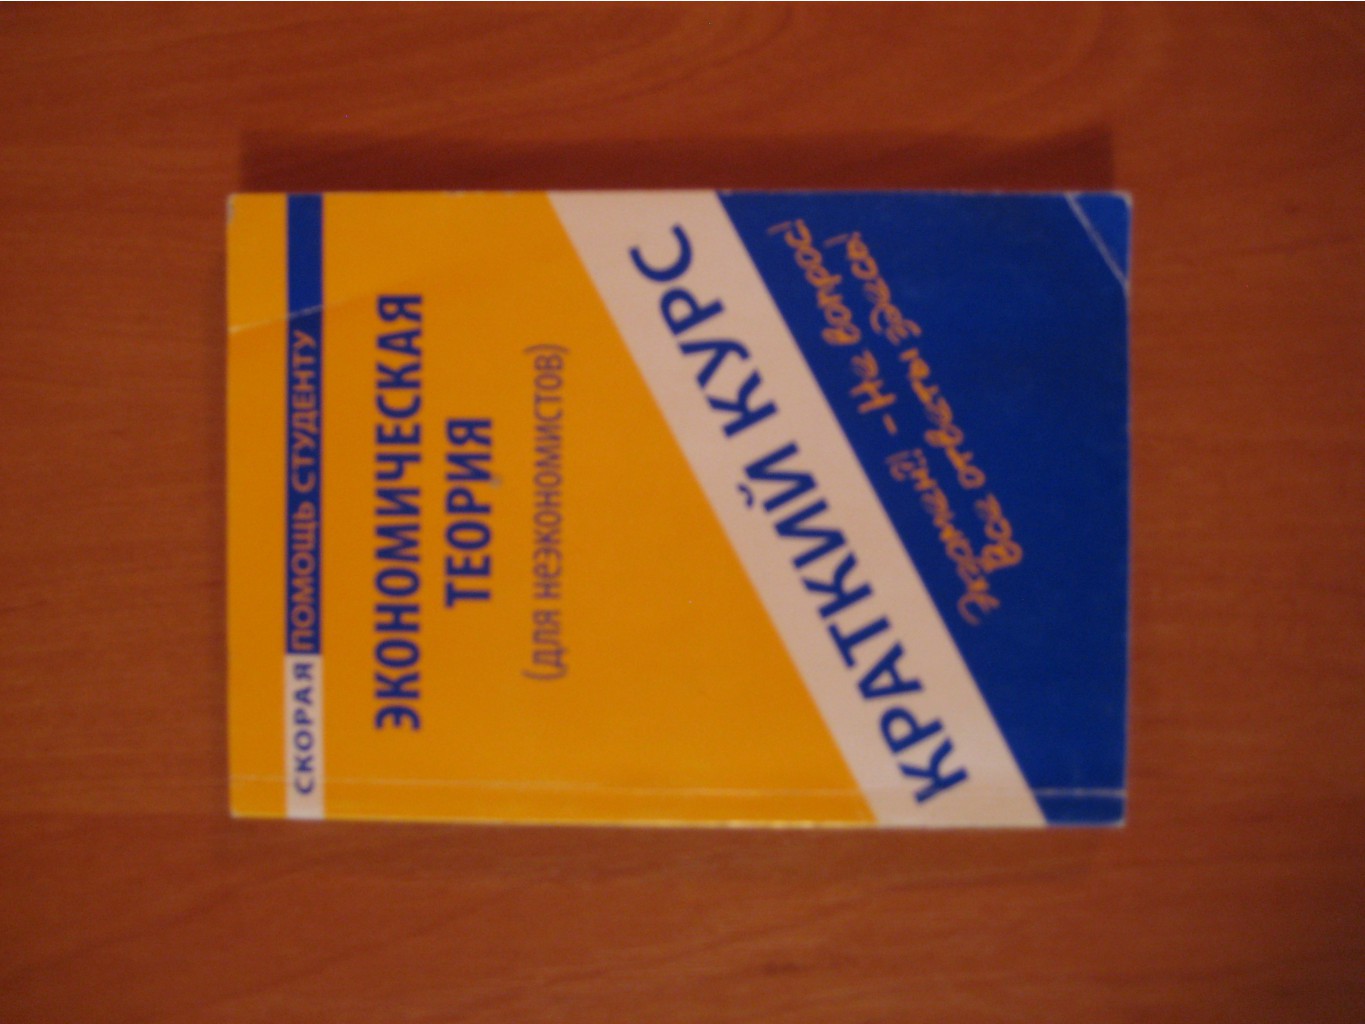 СКОРАЯ ПОМОЩЬ СТУДЕНТУ
ЭКОНОМИЧЕСКАЯ
ТЕОРИЯ
(ДЛЯ НЕЭКОНОМИСТОВ)
КРАТКИЙ КУРС
Экзамен?! – Не вопрос!
Все ответы здесь!